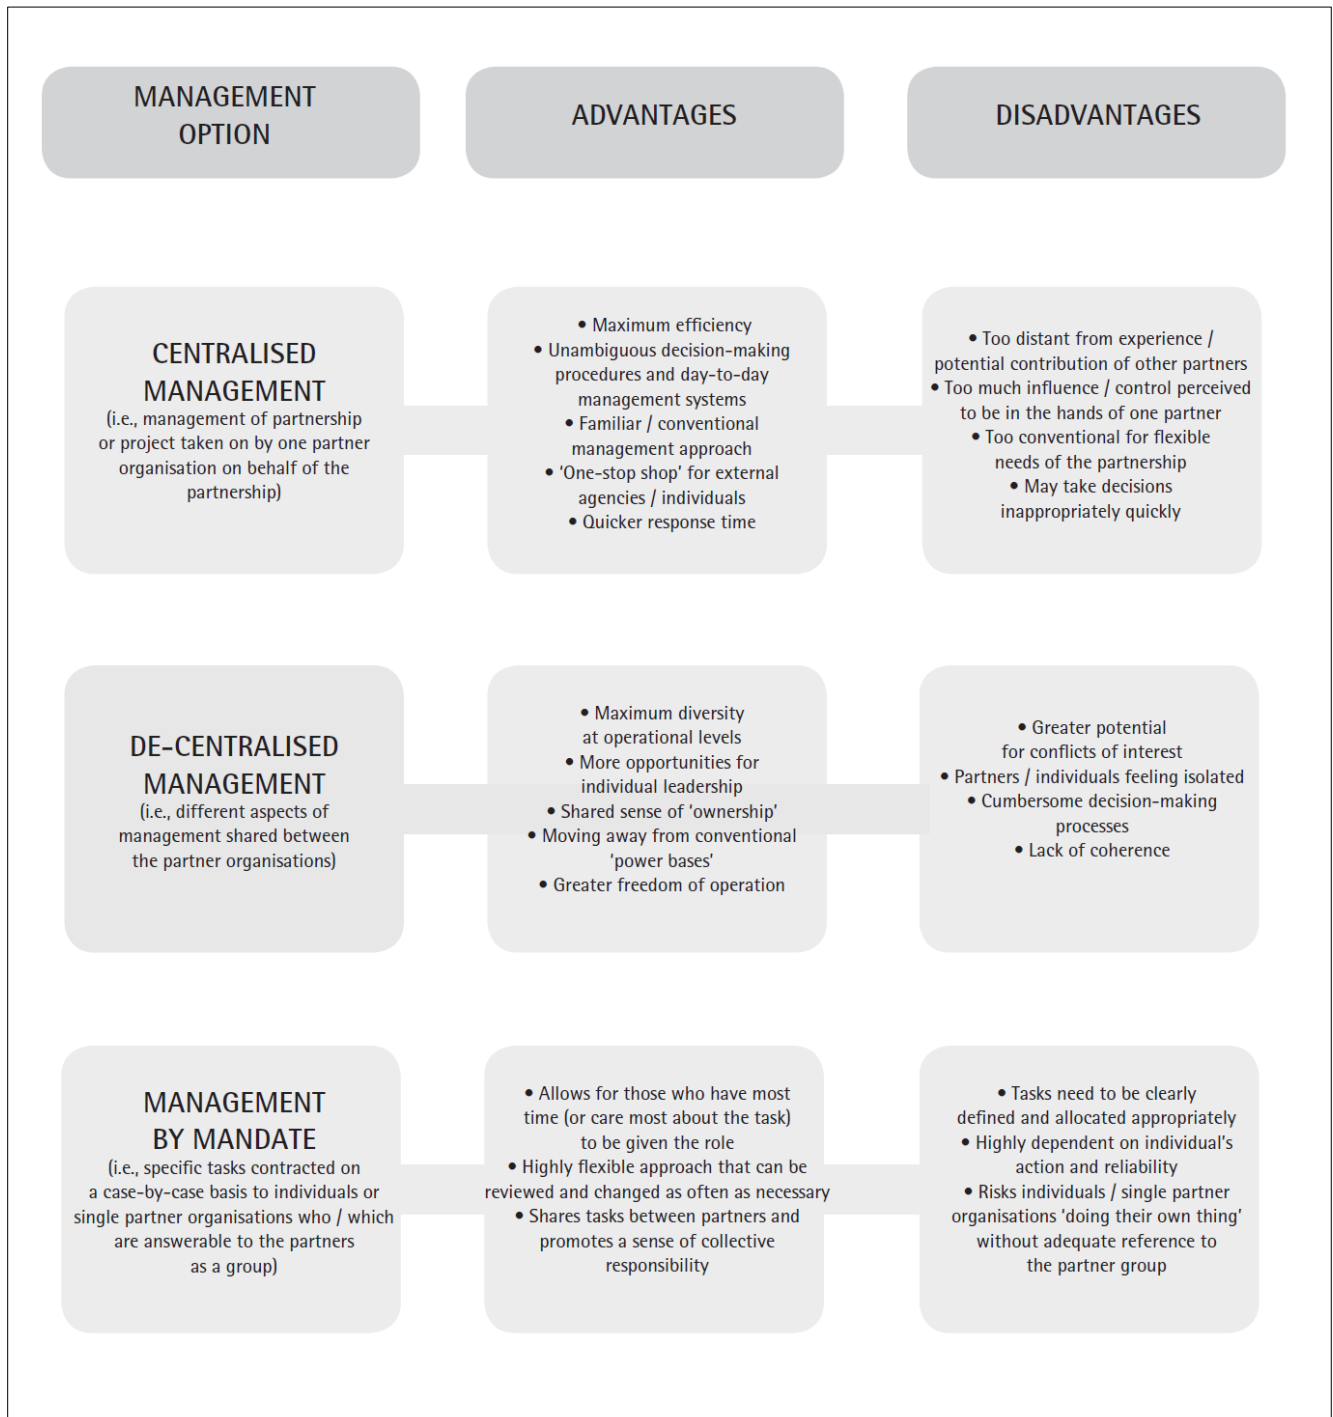 MANAGEMENT
OPTION
ADVANTAGES
DISADVANTAGES
CENTRALISED
MANAGEMENT
(i.e., management of partnership
or project taken on by one partner
organisation on behalf of the
partnership)
• Maximum efficiency
• Unambiguous decision-making
procedures and day-to-day
management systems
• Familiar / conventional
management approach
• ‘One-stop shop’ for external
agencies / individuals
• Quicker response time
• Too distant from experience /
potential contribution of other partners
• Too much influence / control perceived
to be in the hands of one partner
• Too conventional for flexible
needs of the partnership
• May take decisions
inappropriately quickly
DE-CENTRALISED
MANAGEMENT
(i.e., different aspects of
management shared between
the partner organisations)
• Maximum diversity
at operational levels
• More opportunities for
individual leadership
• Shared sense of ‘ownership’
• Moving away from conventional
‘power bases’
• Greater freedom of operation
• Greater potential
for conflicts of interest
• Partners / individuals feeling isolated
• Cumbersome decision-making
processes
• Lack of coherence
MANAGEMENT
BY MANDATE
(i.e., specific tasks contracted on
a case-by-case basis to individuals or
single partner organisations who / which
are answerable to the partners
as a group)
• Allows for those who have most
time (or care most about the task)
to be given the role
• Highly flexible approach that can be
reviewed and changed as often as necessary
• Shares tasks between partners and
promotes a sense of collective
responsibility
• Tasks need to be clearly
defined and allocated appropriately
• Highly dependent on individual’s
action and reliability
• Risks individuals / single partner
organisations ‘doing their own thing’
without adequate reference to
the partner group